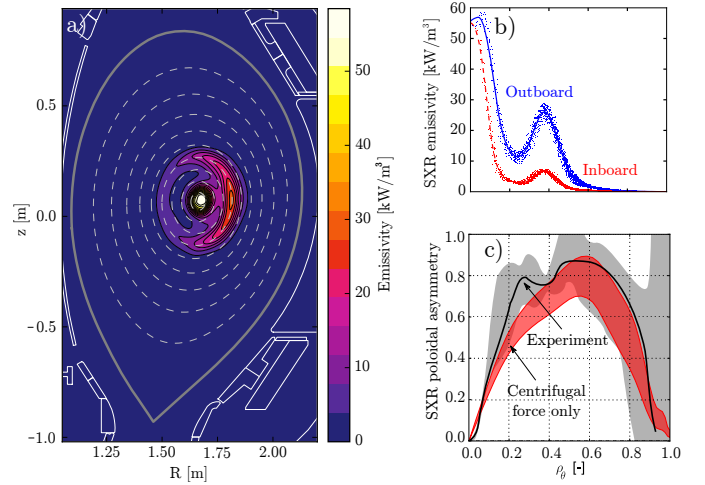 a)
0.5
0.0
−0.5
−1.0
z [m]
1.25
1.50
1.75
2.00
R [m]
50
40
30
20
10
0
Emissivity [kW/m³]
b)
60
50
40
30
20
10
0
SXR emissivity [kW/m³]
Outboard
Inboard
c)
1.0
0.8
0.6
0.4
0.2
0.0
SXR poloidal asymmetry
Experiment
Centrifugal
force only
0.0
0.2
0.4
0.6
0.8
1.0
ρθ [-]